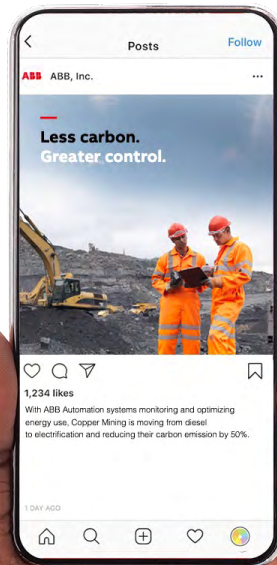 Posts
Follow
ABB ABB, Inc.
Less carbon.
Greater control.
1,234 likes
With ABB Automation systems monitoring and optimizing
energy use, Copper Mining is moving from diesel
to electrification and reducing their carbon emission by 50%.
1 DAY AGO